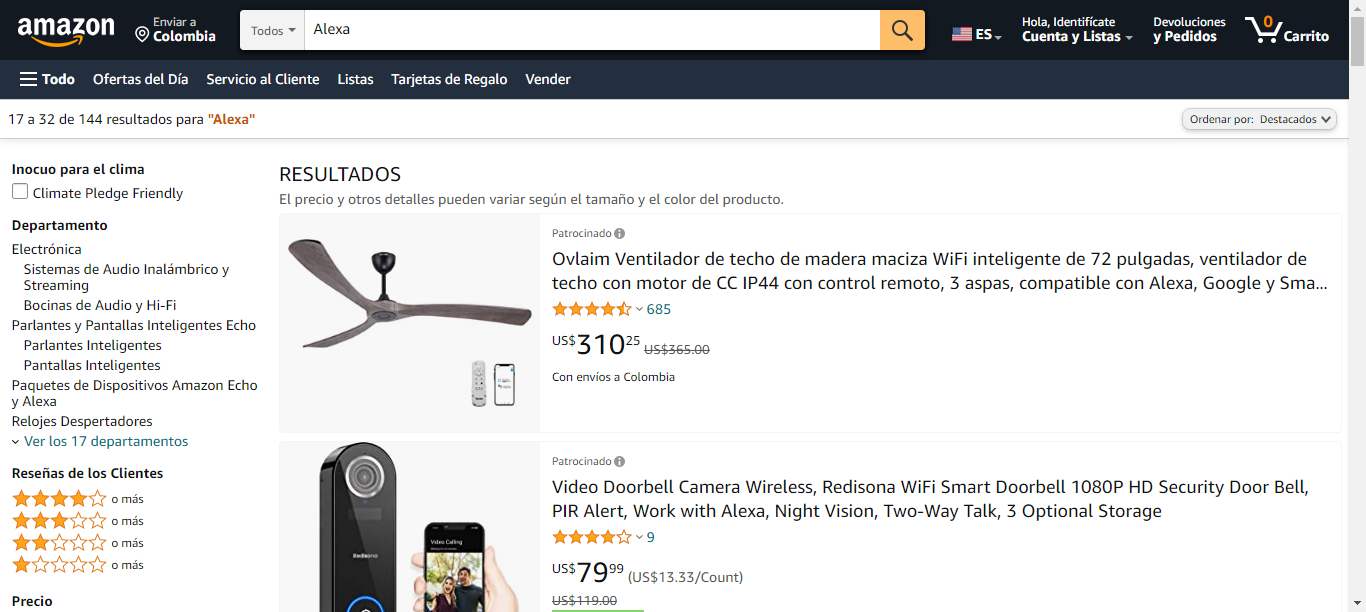 amazon
Enviar a
Colombia
Todos
Alexa
ES
Hola, Identifícate
Cuenta y Listas
Devoluciones
y Pedidos
0
Carrito
Todo
Ofertas del Día
Servicio al Cliente
Listas
Tarjetas de Regalo
Vender
17 a 32 de 144 resultados para "Alexa"
Ordenar por: Destacados
Inocuo para el clima
Climate Pledge Friendly
Departamento
Electrónica
Sistemas de Audio Inalámbrico y
Streaming
Bocinas de Audio y Hi-Fi
Parlantes y Pantallas Inteligentes Echo
Parlantes Inteligentes
Pantallas Inteligentes
Paquetes de Dispositivos Amazon Echo
y Alexa
Relojes Despertadores
Ver los 17 departamentos
Reseñas de los Clientes
o más
o más
o más
o más
Precio
RESULTADOS
El precio y otros detalles pueden variar según el tamaño y el color del producto.
Patrocinado
Ovlaim Ventilador de techo de madera maciza WiFi inteligente de 72 pulgadas, ventilador de
techo con motor de CC IP44 con control remoto, 3 aspas, compatible con Alexa, Google y Sma...
685
US$31025 US$365.00
Con envíos a Colombia
Redisona
Video Calling
Patrocinado
Video Doorbell Camera Wireless, Redisona WiFi Smart Doorbell 1080P HD Security Door Bell,
PIR Alert, Work with Alexa, Night Vision, Two-Way Talk, 3 Optional Storage
9
US$7999 (US$13.33/Count)
US$119.00